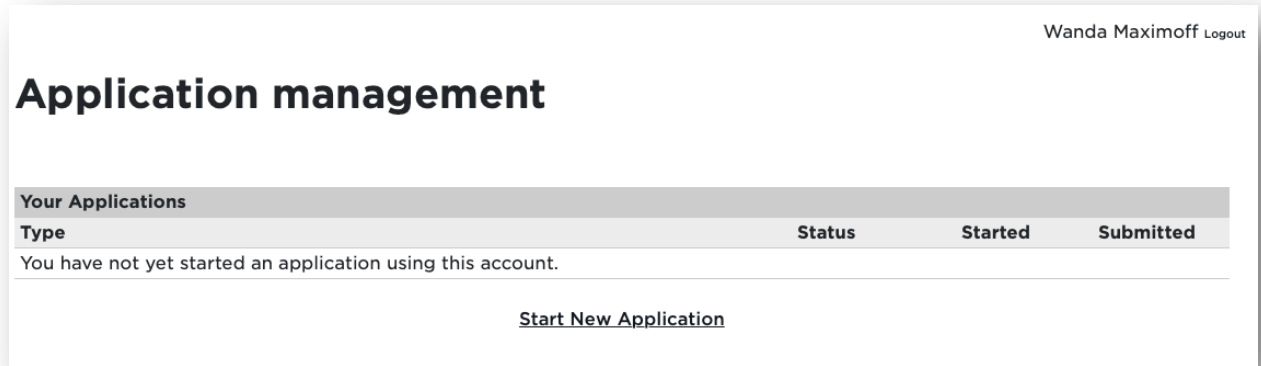 Wanda Maximoff Logout
Application management
Your Applications
Type Status Started Submitted
You have not yet started an application using this account.
Start New Application